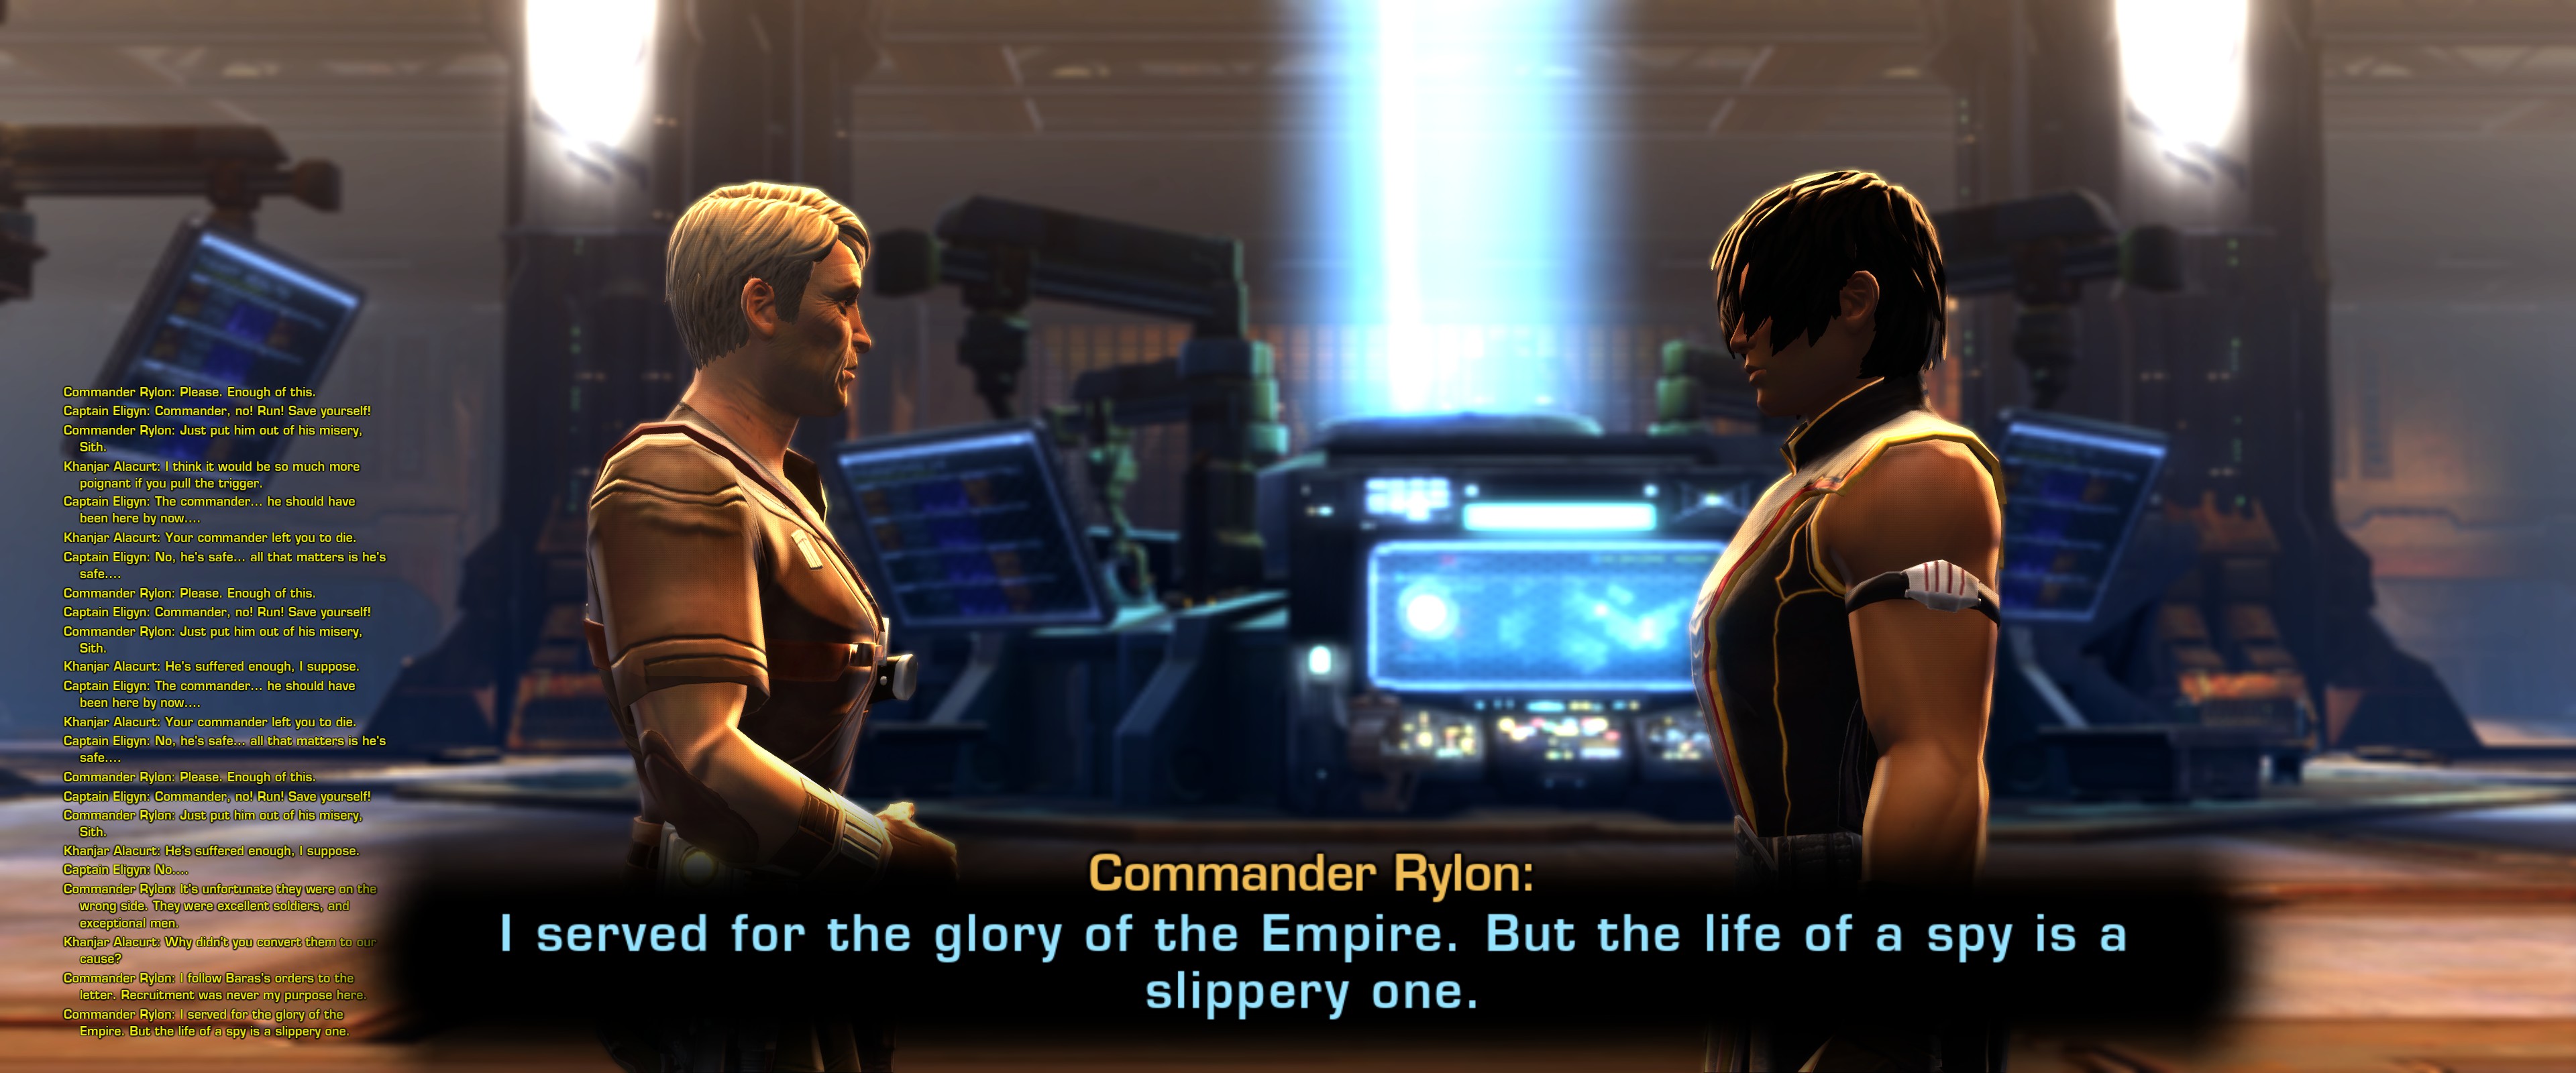 Commander Rylon: Please. Enough of this.
Captain Eligyn: Commander, no! Run! Save yourself!
Commander Rylon: Just put him out of his misery,
Sith.
Khanjar Alacurt: I think it would be so much more
poignant if you pull the trigger.
Captain Eligyn: The commander... he should have
been here by now....
Khanjar Alacurt: Your commander left you to die.
Captain Eligyn: No, he's safe... all that matters is he's
safe....
Commander Rylon: Please. Enough of this.
Captain Eligyn: Commander, no! Run! Save yourself!
Commander Rylon: Just put him out of his misery,
Sith.
Khanjar Alacurt: He's suffered enough, I suppose.
Captain Eligyn: The commander... he should have
been here by now....
Khanjar Alacurt: Your commander left you to die.
Captain Eligyn: No, he's safe... all that matters is he's
safe....
Commander Rylon: Please. Enough of this.
Captain Eligyn: Commander, no! Run! Save yourself!
Commander Rylon: Just put him out of his misery,
Sith.
Khanjar Alacurt: He's suffered enough, I suppose.
Captain Eligyn: No....
Commander Rylon: It's unfortunate they were on the
wrong side. They were excellent soldiers, and
exceptional men.
Khanjar Alacurt: Why didn't you convert them to our
cause?
Commander Rylon: I follow Baras's orders to the
letter. Recruitment was never my purpose here.
Commander Rylon: I served for the glory of the
Empire. But the life of a spy is a slippery one.
Commander Rylon:
I served for the glory of the Empire. But the life of a spy is a
slippery one.